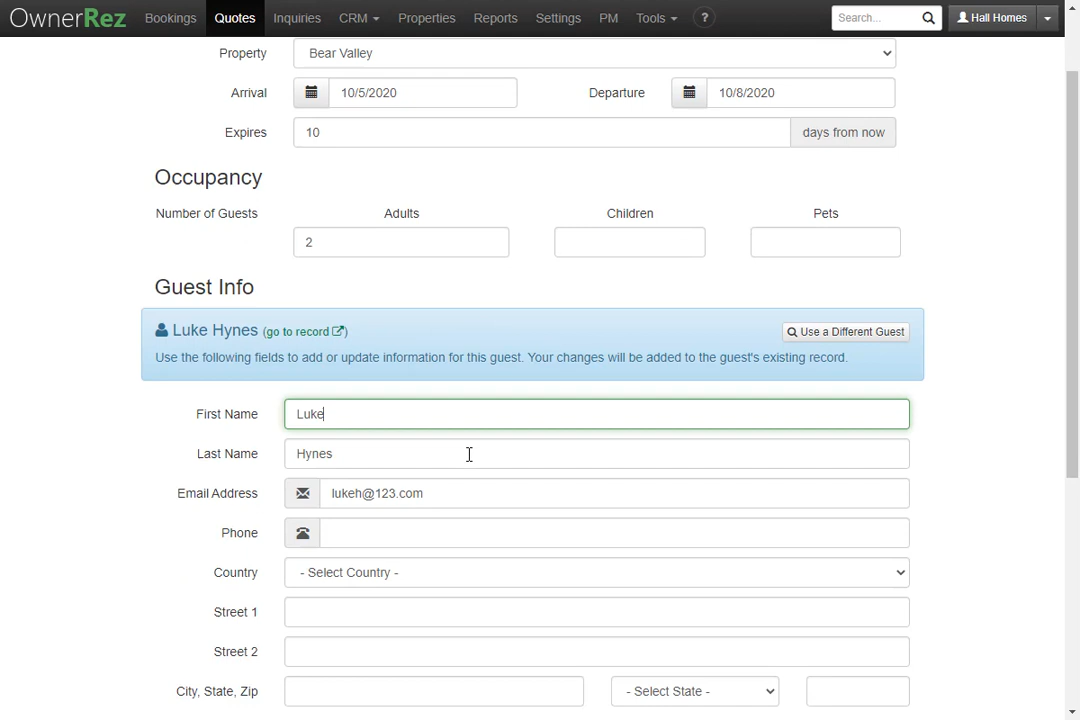 OwnerRez Bookings Quotes Inquiries CRM Properties Reports Settings PM Tools ? Search... Hall Homes
Property Bear Valley
Arrival 10/5/2020 Departure 10/8/2020
Expires 10 days from now
Occupancy
Number of Guests Adults Children Pets
2
Guest Info
Luke Hynes (go to record) Use a Different Guest
Use the following fields to add or update information for this guest. Your changes will be added to the guest's existing record.
First Name Luke
Last Name Hynes
Email Address lukeh@123.com
Phone
Country - Select Country -
Street 1
Street 2
City, State, Zip - Select State -